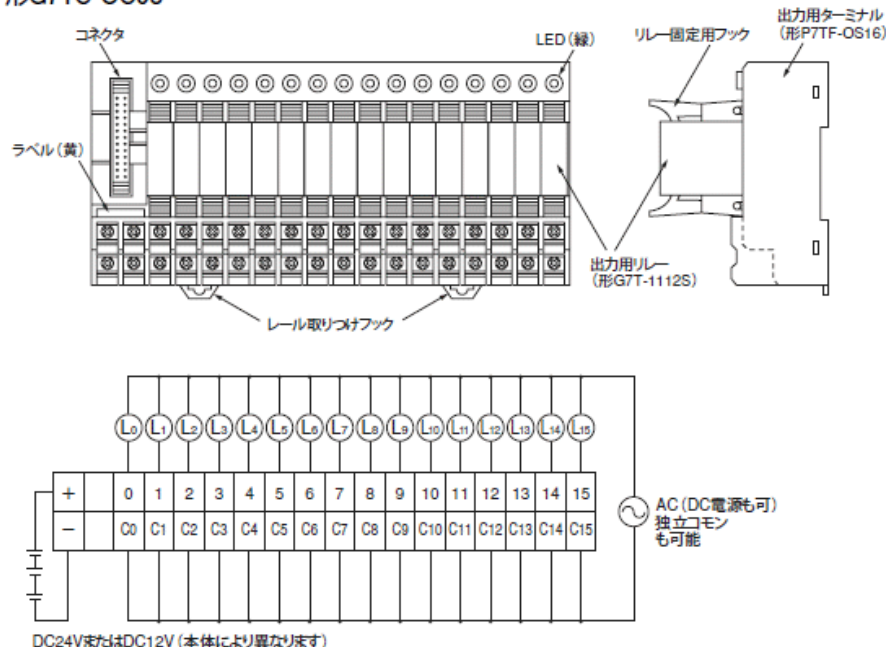 コネクタ
LED(緑)
リレー固定用フック
出力用ターミナル
(形P7TF-OS16)
ラベル(黄)
出力用リレー
(形G7T-1112S)
レール取りつけフック
L0 L1 L2 L3 L4 L5 L6 L7 L8 L9 L10 L11 L12 L13 L14 L15
+ 0 1 2 3 4 5 6 7 8 9 10 11 12 13 14 15
− C0 C1 C2 C3 C4 C5 C6 C7 C8 C9 C10 C11 C12 C13 C14 C15
AC(DC電源も可)
独立コモン
も可能
DC24VまたはDC12V(本体により異なります)